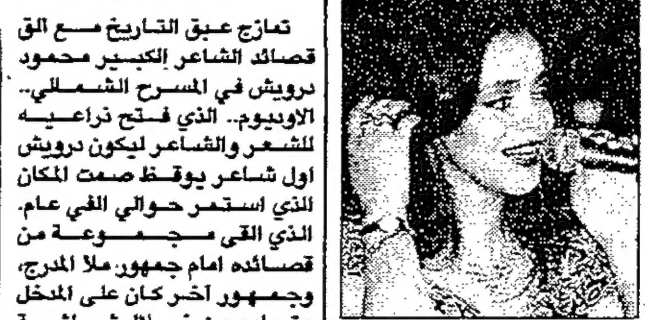 تمازج عبق التاريخ مع الق
قصائد الشاعر الكبير محمود
درويش في المسرح الشمالي..
الاوديوم.. الذي فتح ذراعيه
للشعر والشاعر ليكون درويش
اول شاعر يوقظ صمت المكان
الذي استمر حوالي الفي عام.
الذي القى مجموعة من
قصائده امام جمهور ملا المدرج،
وجمهور آخر كان على المدخل